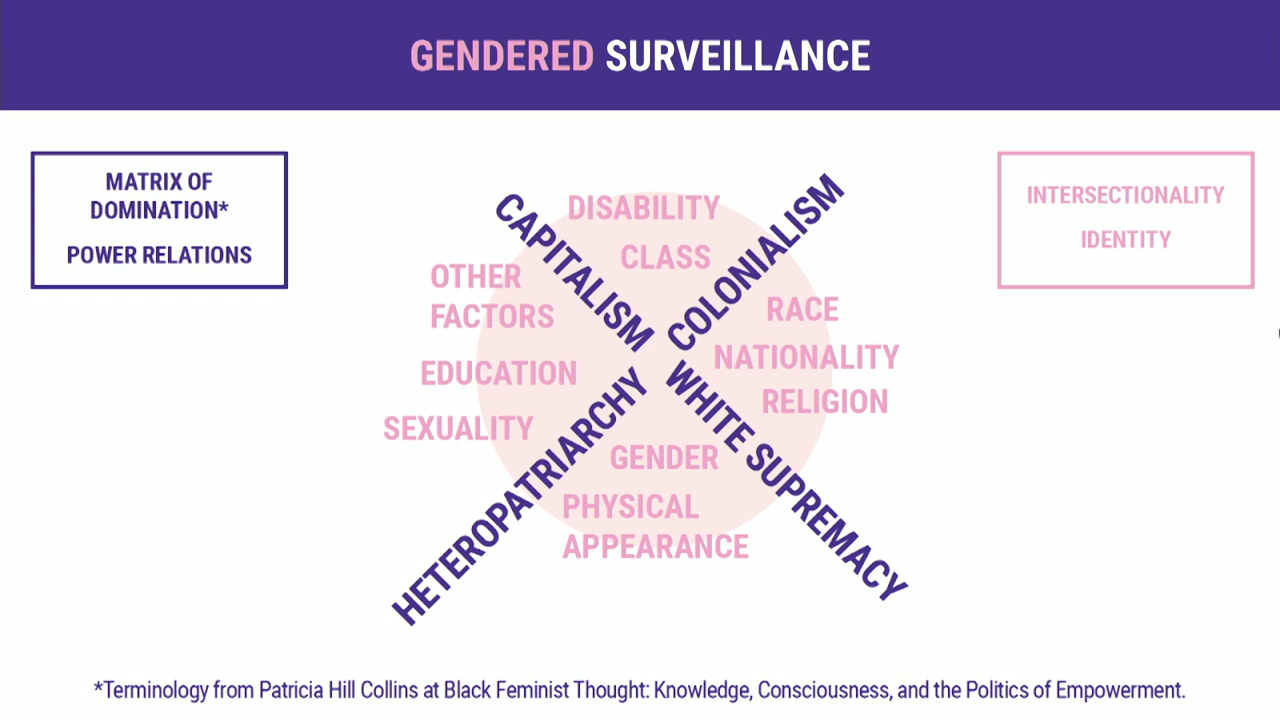 GENDERED SURVEILLANCE
MATRIX OF
DOMINATION*
POWER RELATIONS
INTERSECTIONALITY
IDENTITY
CAPITALISM
DISABILITY
CLASS
COLONIALISM
OTHER
FACTORS
EDUCATION
SEXUALITY
RACE
NATIONALITY
RELIGION
HETEROPATRIARCHY
GENDER
PHYSICAL
APPEARANCE
WHITE SUPREMACY
*Terminology from Patricia Hill Collins at Black Feminist Thought: Knowledge, Consciousness, and the Politics of Empowerment.